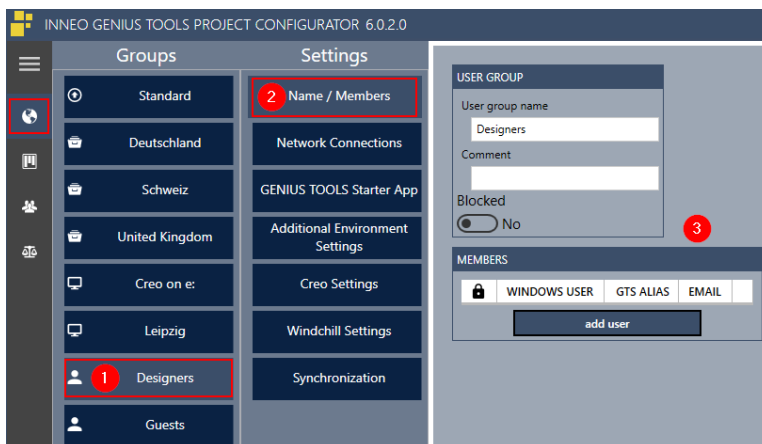 INNEO GENIUS TOOLS PROJECT CONFIGURATOR 6.0.2.0
Groups
Standard
Deutschland
Schweiz
United Kingdom
Creo on e:
Leipzig
1 Designers
Guests
Settings
2 Name / Members
Network Connections
GENIUS TOOLS Starter App
Additional Environment
Settings
Creo Settings
Windchill Settings
Synchronization
USER GROUP
User group name
Designers
Comment
Blocked
No
3
MEMBERS
WINDOWS USER GTS ALIAS EMAIL
add user